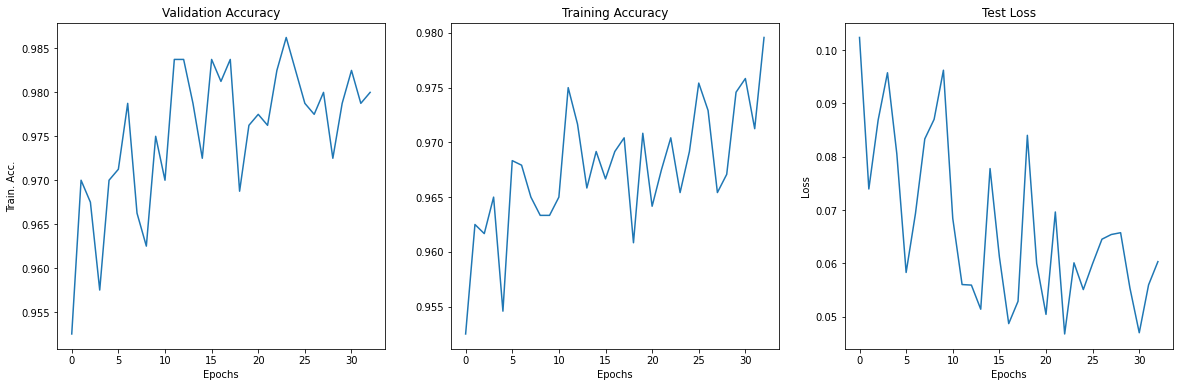 Validation Accuracy
Train. Acc.
0.985
0.980
0.975
0.970
0.965
0.960
0.955
0 5 10 15 20 25 30
Epochs
Training Accuracy
0.980
0.975
0.970
0.965
0.960
0.955
0 5 10 15 20 25 30
Epochs
Test Loss
Loss
0.10
0.09
0.08
0.07
0.06
0.05
0 5 10 15 20 25 30
Epochs